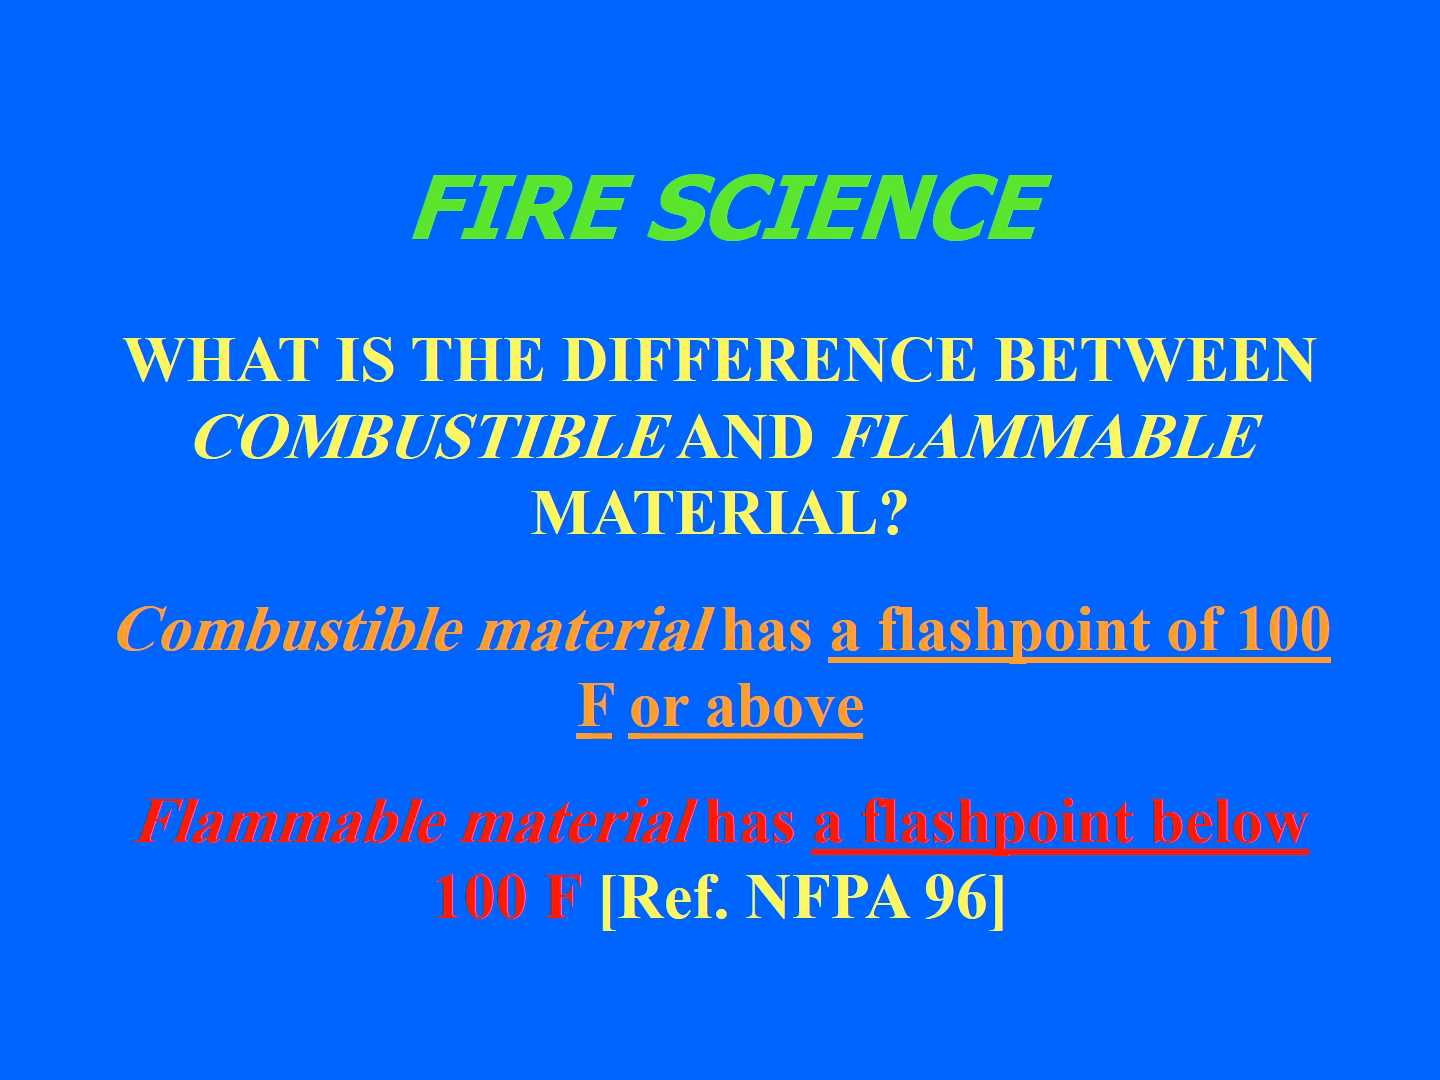 FIRE SCIENCE
WHAT IS THE DIFFERENCE BETWEEN
COMBUSTIBLE AND FLAMMABLE
MATERIAL?
Combustible material has a flashpoint of 100
F or above
Flammable material has a flashpoint below
100 F [Ref. NFPA 96]